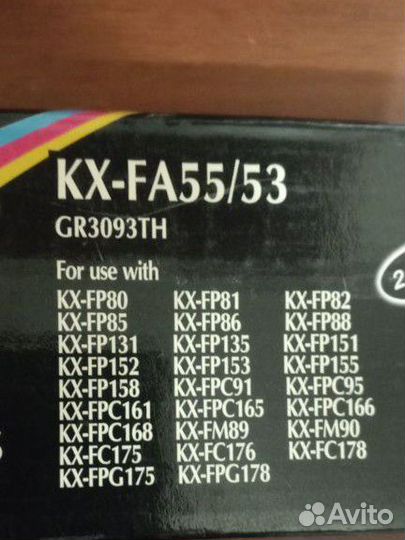 KX-FA55/53
GR3093TH
For use with
KX-FP80 KX-FP81 KX-FP82
KX-FP85 KX-FP86 KX-FP88
KX-FP131 KX-FP135 KX-FP151
KX-FP152 KX-FP153 KX-FP155
KX-FP158 KX-FPC91 KX-FPC95
KX-FPC161 KX-FPC165 KX-FPC166
KX-FPC168 KX-FM89 KX-FM90
KX-FC175 KX-FC176 KX-FC178
KX-FPG175 KX-FPG178
2
Avito